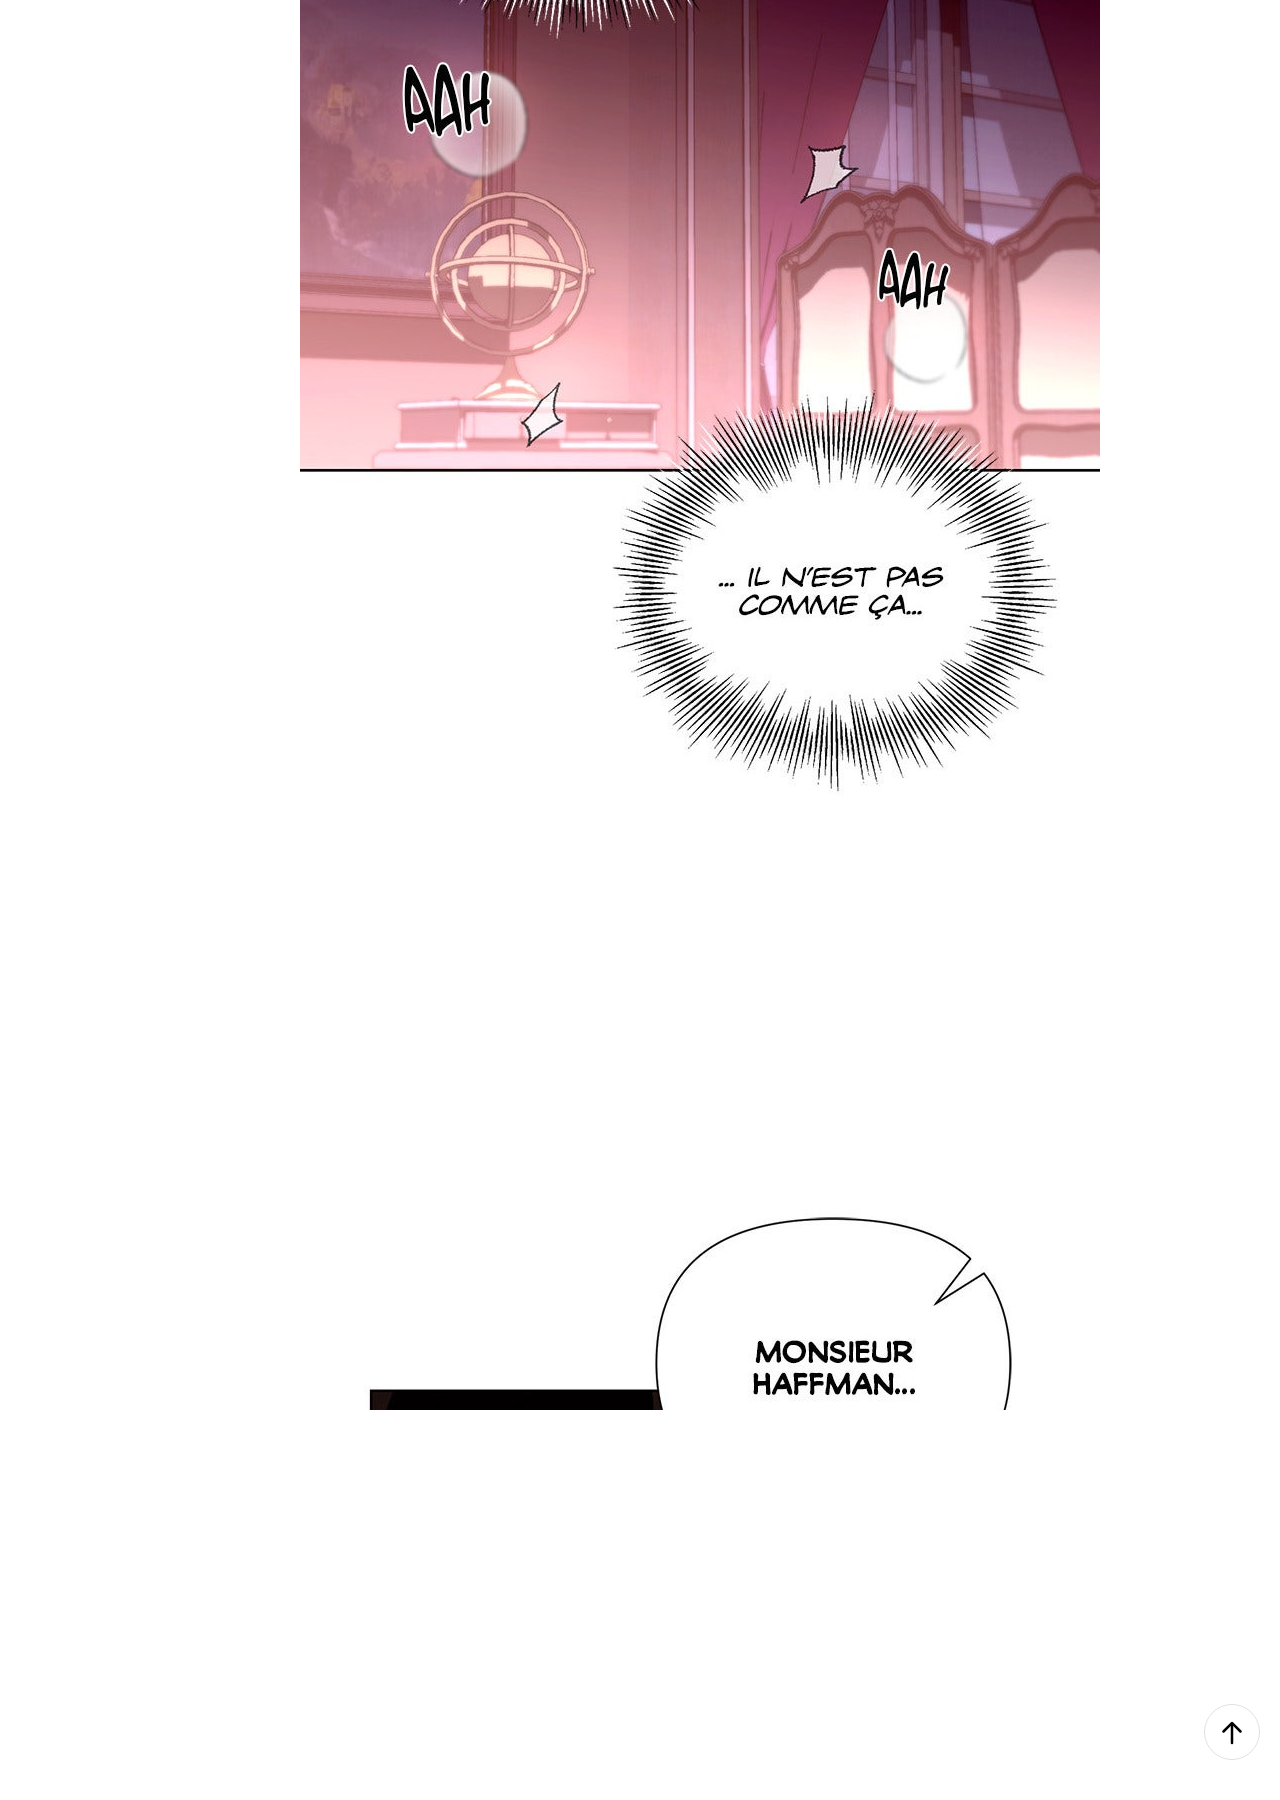 AAH
AAH
... IL N'EST PAS
COMME ÇA...
MONSIEUR
HAFFMAN...